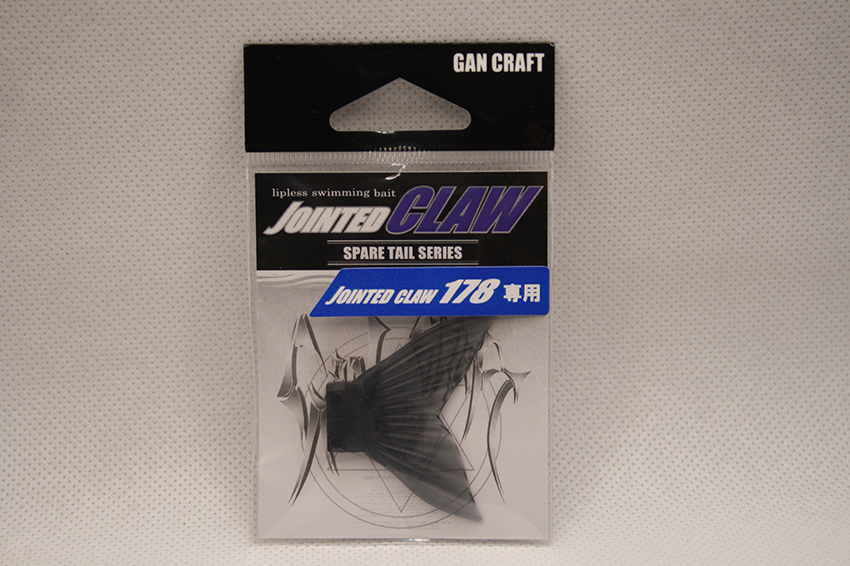 GAN CRAFT
lipless swimming bait
JOINTED CLAW
SPARE TAIL SERIES
JOINTED CLAW 178 専用